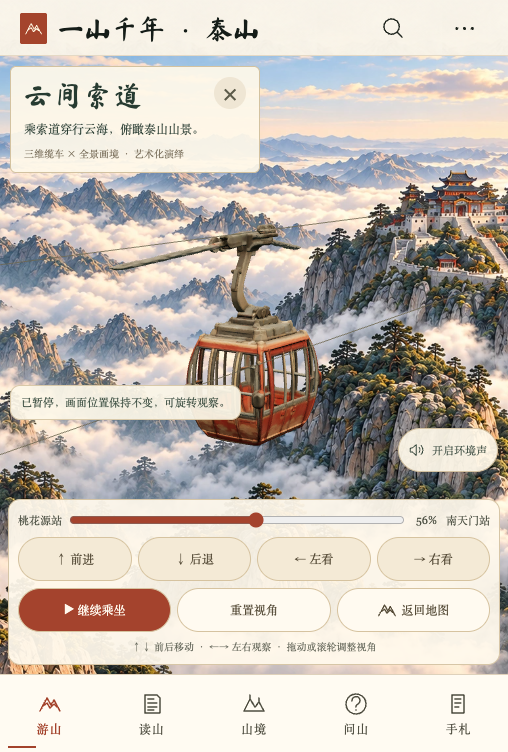 一山千年 · 泰山
云间索道
乘索道穿行云海，俯瞰泰山山景。
三维缆车 × 全景画境 · 艺术化演绎
已暂停，画面位置保持不变，可旋转观察。
开启环境声
桃花源站 56% 南天门站
↑ 前进 ↓ 后退 ← 左看 → 右看
继续乘坐 重置视角 返回地图
↑ ↓ 前后移动 · ←→ 左右观察 · 拖动或滚轮调整视角
游山 读山 山境 问山 手札